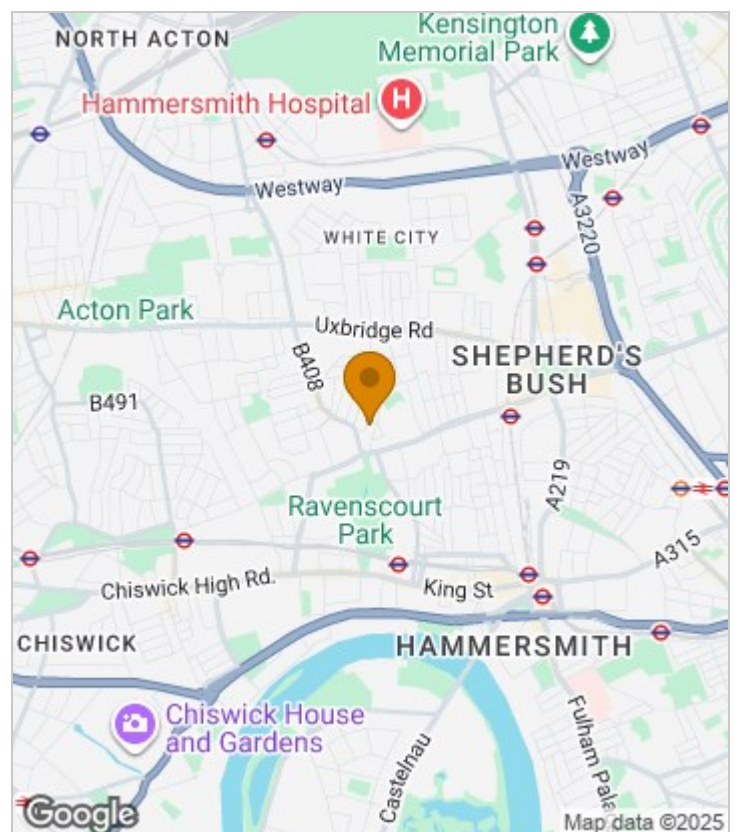 NORTH ACTON
Kensington
Memorial Park
Hammersmith Hospital
H
Westway
Westway
A3220
WHITE CITY
Acton Park
Uxbridge Rd
B408
SHEPHERD'S
BUSH
B491
A219
Ravenscourt
Park
A315
Chiswick High Rd.
King St
CHISWICK
HAMMERSMITH
Chiswick House
and Gardens
Castelnau
Fulham Pala
Google
Map data ©2025